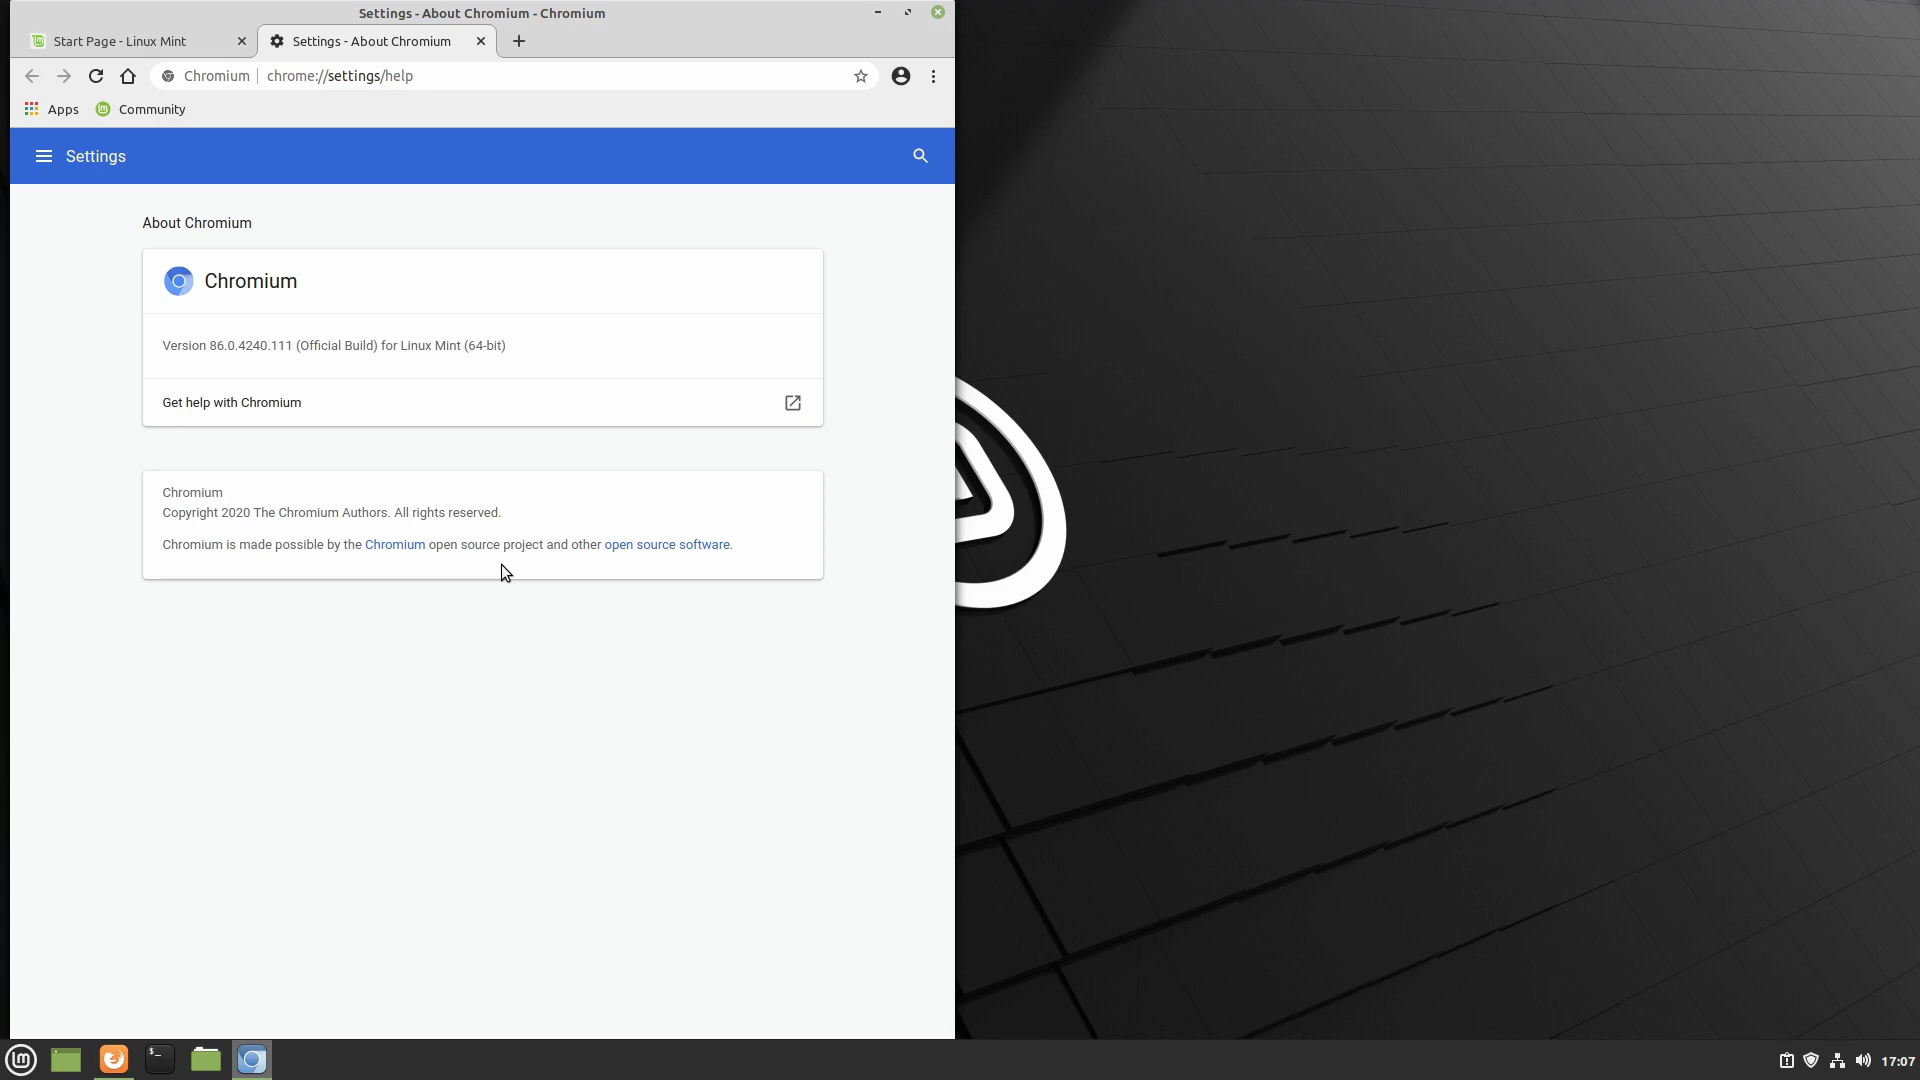 Settings - About Chromium - Chromium
Start Page - Linux Mint
Settings - About Chromium
Chromium | chrome://settings/help
Apps
Community
Settings
About Chromium
Chromium
Version 86.0.4240.111 (Official Build) for Linux Mint (64-bit)
Get help with Chromium
Chromium
Copyright 2020 The Chromium Authors. All rights reserved.
Chromium is made possible by the Chromium open source project and other open source software.
17:07